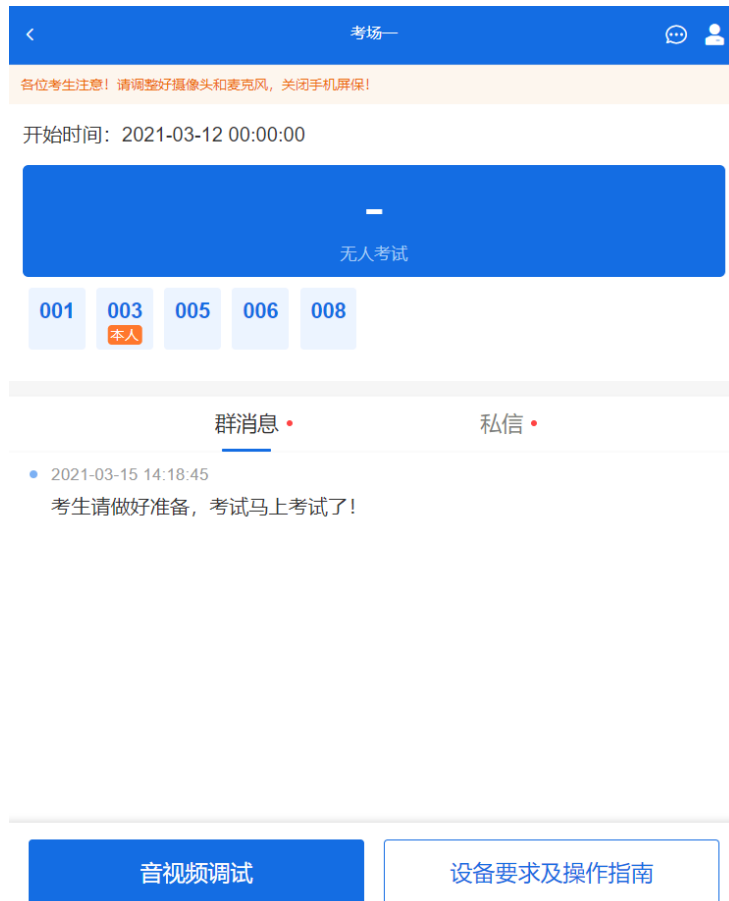 考场一
各位考生注意！请调整好摄像头和麦克风，关闭手机屏保！
开始时间：2021-03-12 00:00:00
-
无人考试
001 003 005 006 008
本人
群消息 私信
2021-03-15 14:18:45
考生请做好准备，考试马上考试了！
音视频调试 设备要求及操作指南